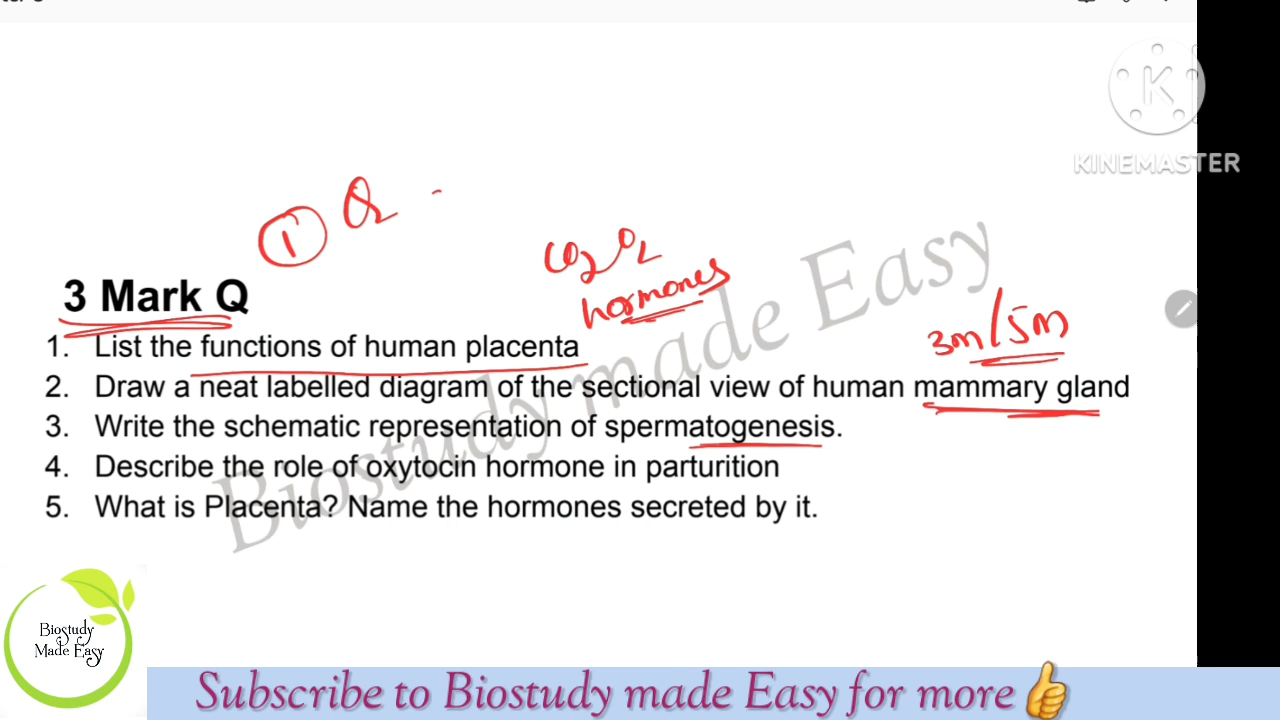 KINEMASTER
1 Q -
CO2 O2
hormones
3m/5m
3 Mark Q
1. List the functions of human placenta
2. Draw a neat labelled diagram of the sectional view of human mammary gland
3. Write the schematic representation of spermatogenesis.
4. Describe the role of oxytocin hormone in parturition
5. What is Placenta? Name the hormones secreted by it.
Biostudy made Easy
Biostudy
Made Easy
Subscribe to Biostudy made Easy for more👍